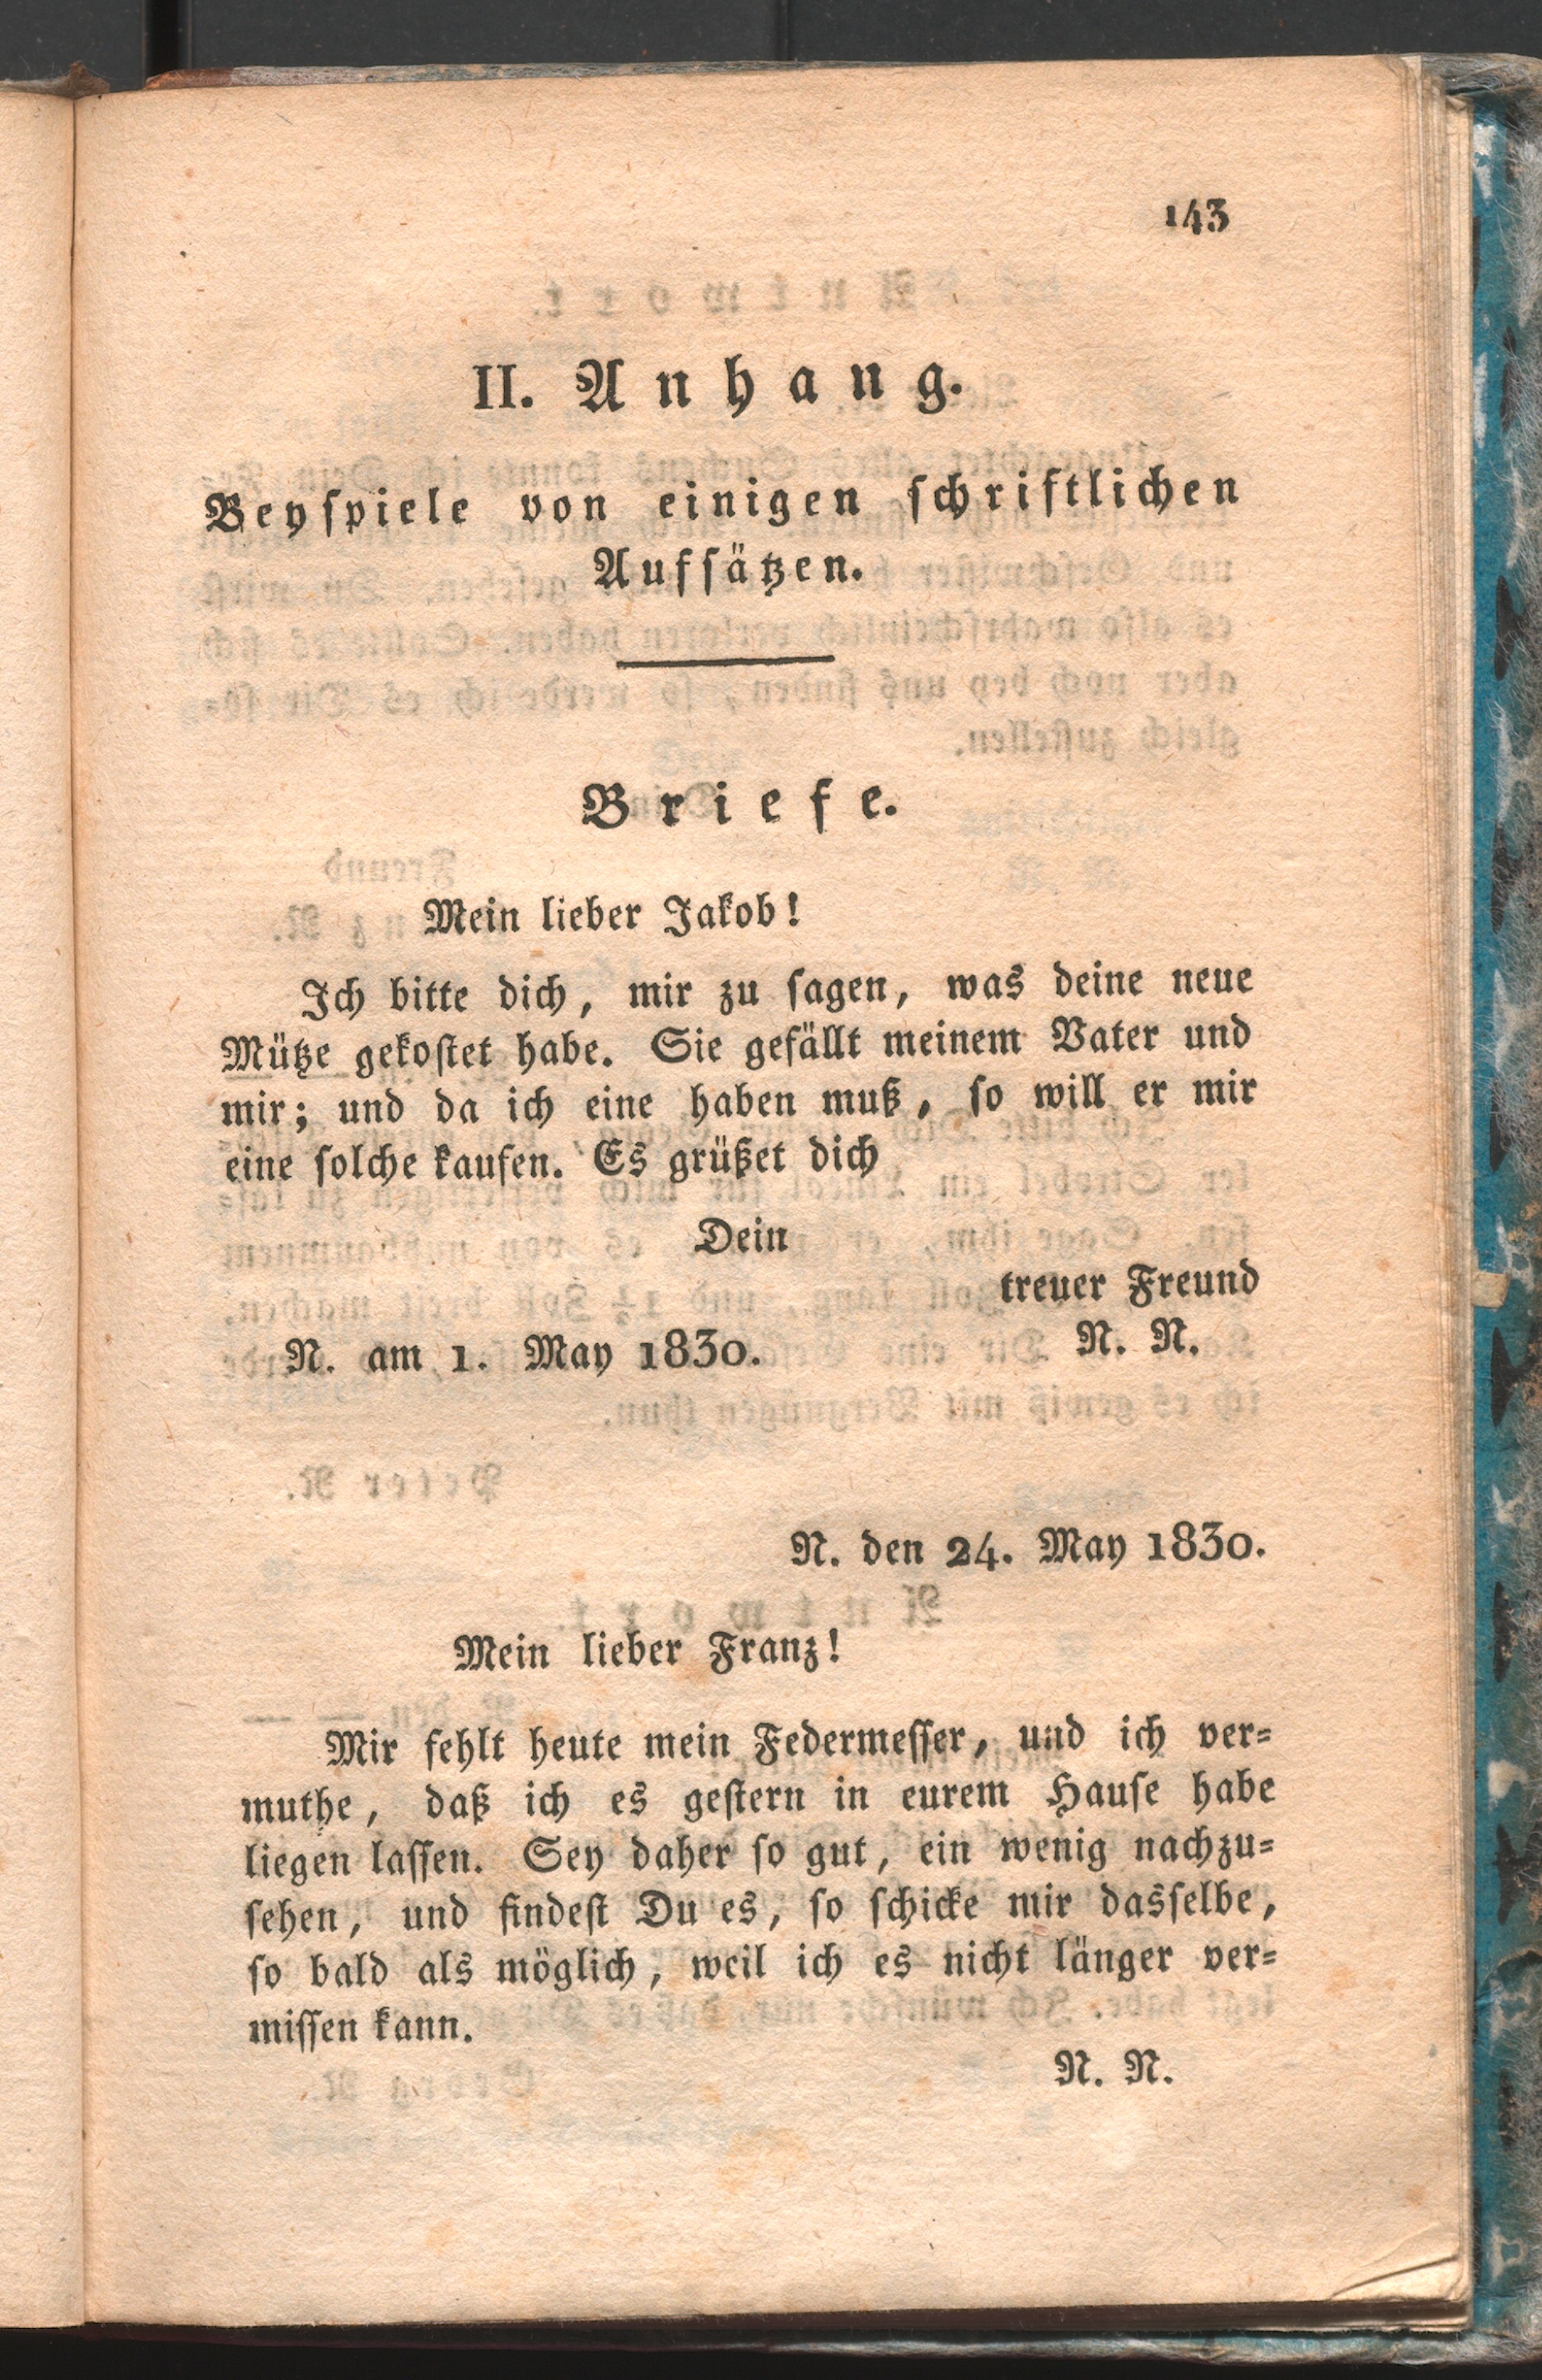 143
II. Anhang.
Beyspiele von einigen schriftlichen
Aufsätzen.
Briefe.
Mein lieber Jakob!
Ich bitte dich, mir zu sagen, was deine neue
Mütze gekostet habe. Sie gefällt meinem Vater und
mir; und da ich eine haben muß, so will er mir
eine solche kaufen. Es grüßet dich
Dein
treuer Freund
N. N.
N. am 1. May 1830.
N. den 24. May 1830.
Mein lieber Franz!
Mir fehlt heute mein Federmesser, und ich ver=
muthe, daß ich es gestern in eurem Hause habe
liegen lassen. Sey daher so gut, ein wenig nachzu=
sehen, und findest Du es, so schicke mir dasselbe,
so bald als möglich, weil ich es nicht länger ver=
missen kann.
N. N.